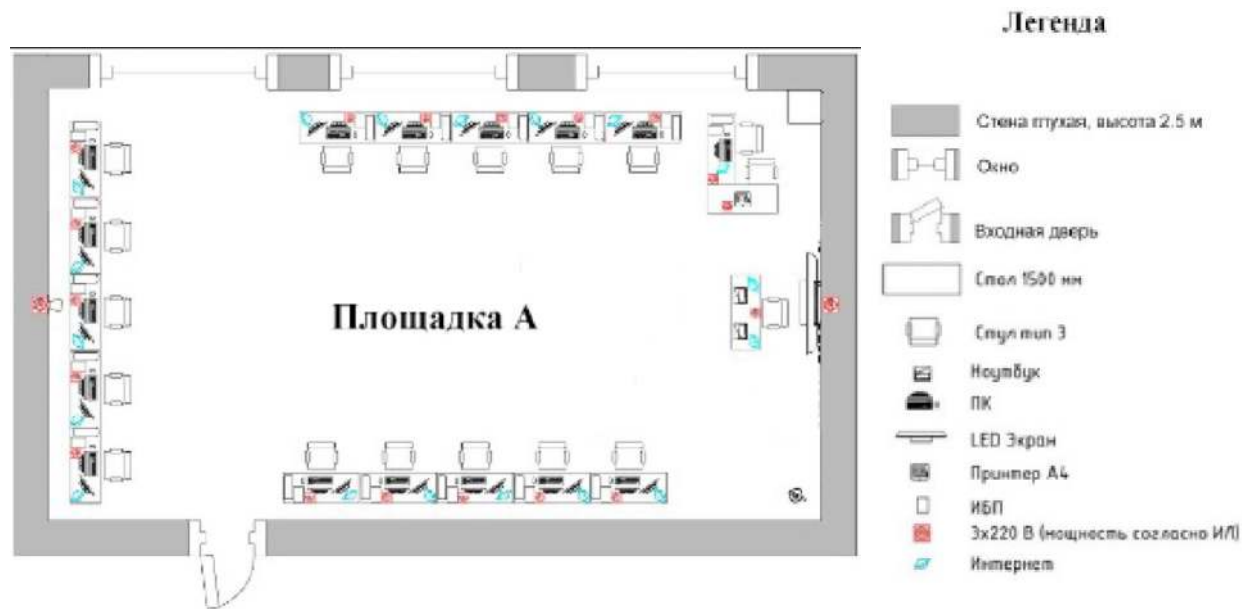 Легенда
Стена глухая, высота 2.5 м
Окно
Входная дверь
Стол 1500 мм
Площадка А
Стул тип 3
Ноутбук
ПК
LED Экран
Принтер А4
ИБП
3х220 В (мощность согласно ИЛ)
Интернет